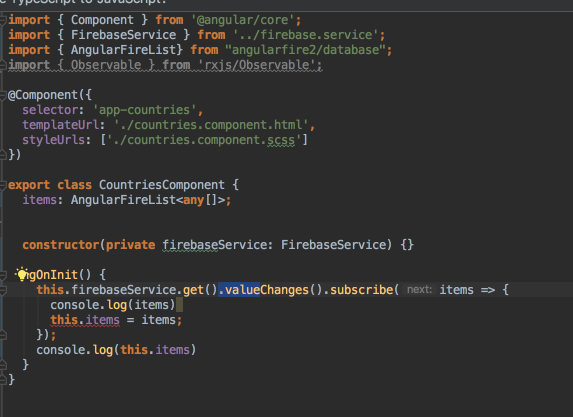 e TypeScript to JavaScript?
import { Component } from '@angular/core';
import { FirebaseService } from '../firebase.service';
import { AngularFireList} from "angularfire2/database";
import { Observable } from 'rxjs/Observable';
@Component({
selector: 'app-countries',
templateUrl: './countries.component.html',
styleUrls: ['./countries.component.scss']
})
export class CountriesComponent {
items: AngularFireList<any[]>;
constructor(private firebaseService: FirebaseService) {}
gOnInit() {
this.firebaseService.get().valueChanges().subscribe( next: items => {
console.log(items)
this.items = items;
});
console.log(this.items)
}
}